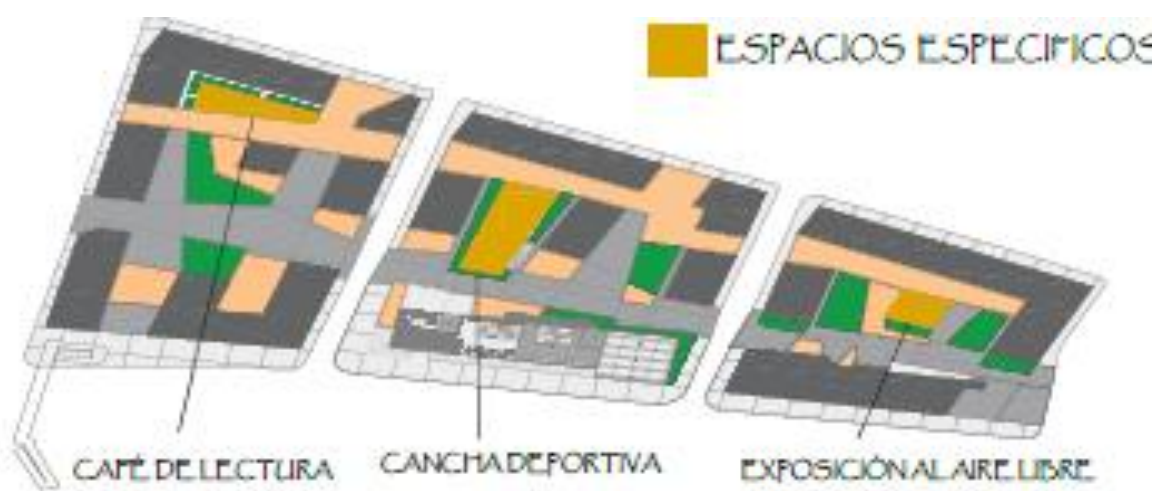 ESPACIOS ESPECIFICOS
CAFÉ DE LECTURA
CANCHA DEPORTIVA
EXPOSICIÓN AL AIRE LIBRE